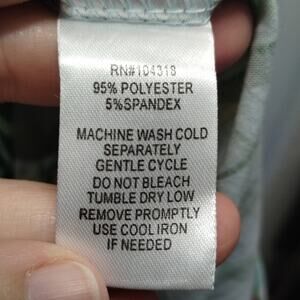 RN#104318
95% POLYESTER
5%SPANDEX
MACHINE WASH COLD
SEPARATELY
GENTLE CYCLE
DO NOT BLEACH
TUMBLE DRY LOW
REMOVE PROMPTLY
USE COOL IRON
IF NEEDED